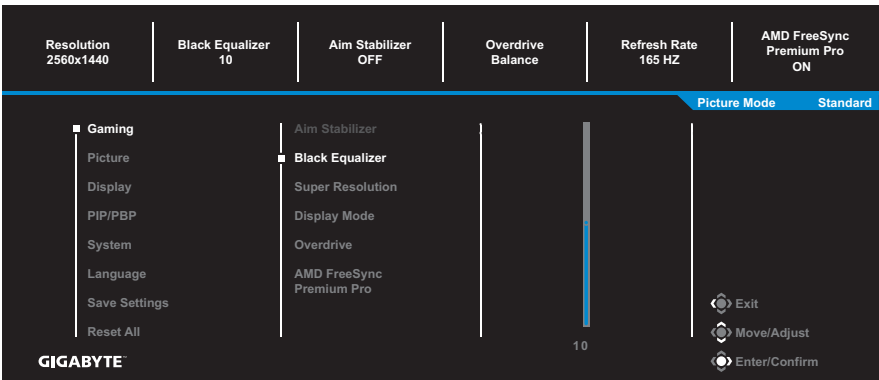 Resolution
2560x1440
Black Equalizer
10
Aim Stabilizer
OFF
Overdrive
Balance
Refresh Rate
165 HZ
AMD FreeSync
Premium Pro
ON
Picture Mode Standard
Gaming
Picture
Display
PIP/PBP
System
Language
Save Settings
Reset All
Aim Stabilizer
Black Equalizer
Super Resolution
Display Mode
Overdrive
AMD FreeSync
Premium Pro
10
Exit
Move/Adjust
Enter/Confirm
GIGABYTE™